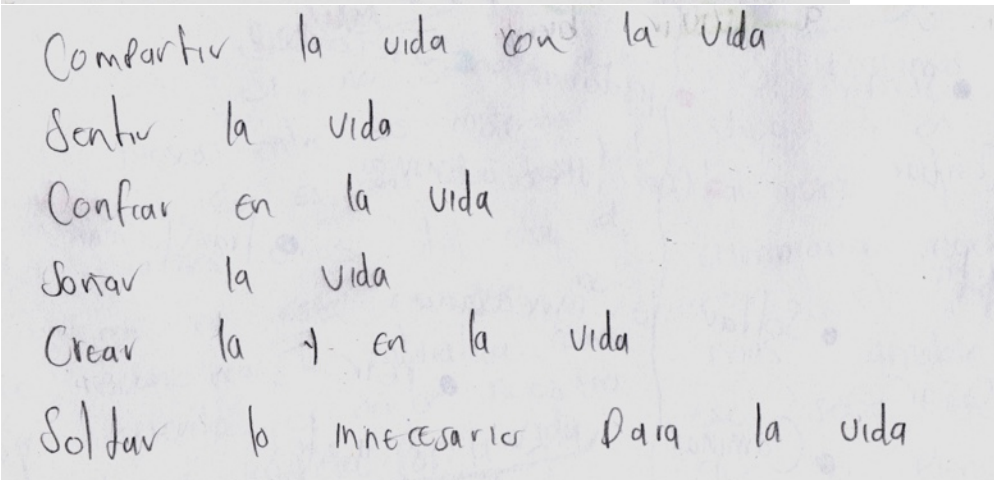 Compartir la vida con la vida
Sentir la vida
Confiar en la vida
Soñar la vida
Crear la y en la vida
Soltar lo innecesario para la vida